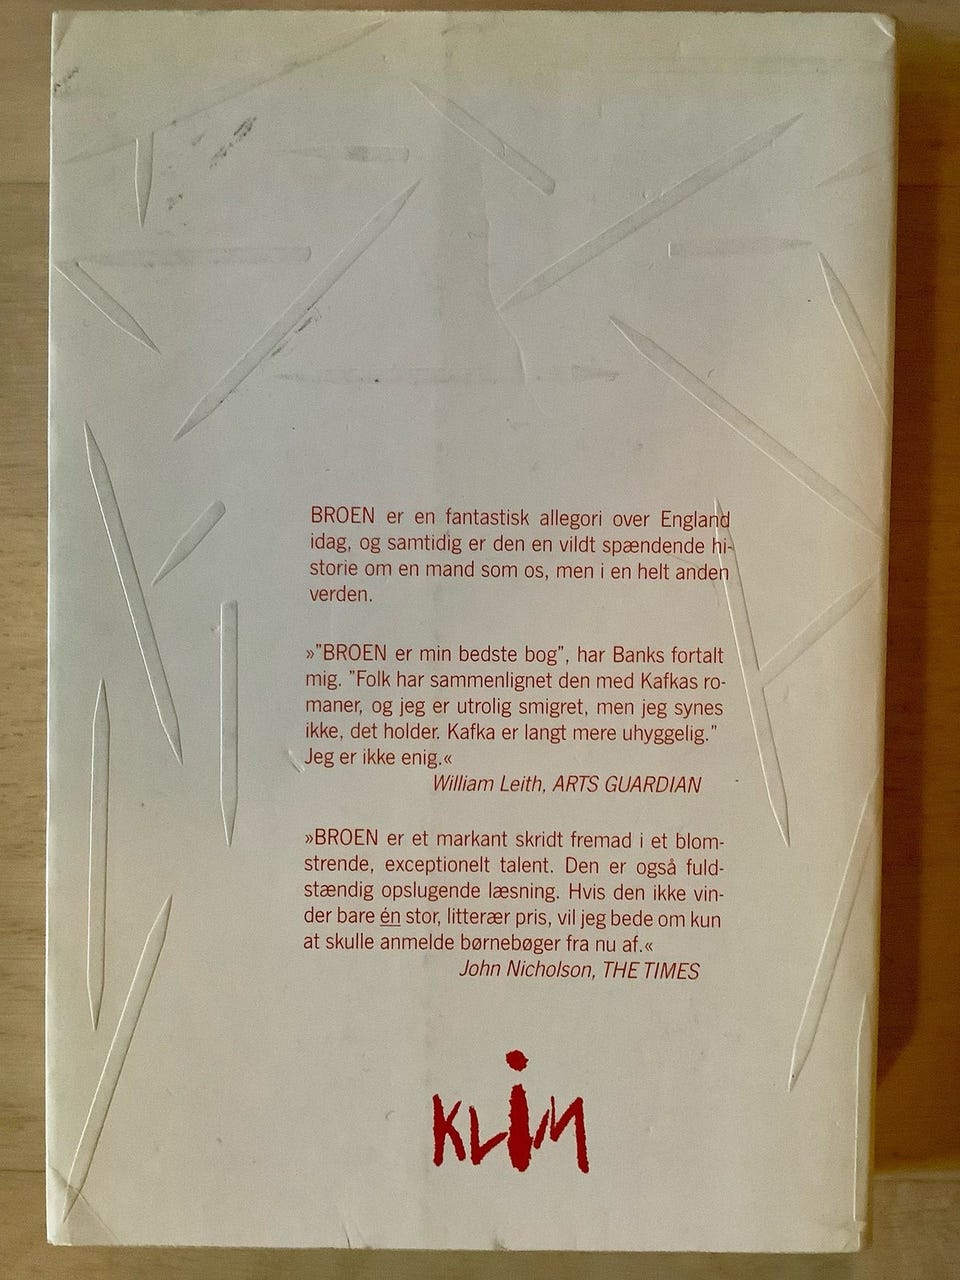 BROEN er en fantastisk allegori over England
idag, og samtidig er den en vildt spændende hi-
storie om en mand som os, men i en helt anden
verden.
»"BROEN er min bedste bog", har Banks fortalt
mig. "Folk har sammenlignet den med Kafkas ro-
maner, og jeg er utrolig smigret, men jeg synes
ikke, det holder. Kafka er langt mere uhyggelig."
Jeg er ikke enig.«
William Leith, ARTS GUARDIAN
»BROEN er et markant skridt fremad i et blom-
strende, exceptionelt talent. Den er også fuld-
stændig opslugende læsning. Hvis den ikke vin-
der bare én stor, litterær pris, vil jeg bede om kun
at skulle anmelde børnebøger fra nu af.«
John Nicholson, THE TIMES
KLiM